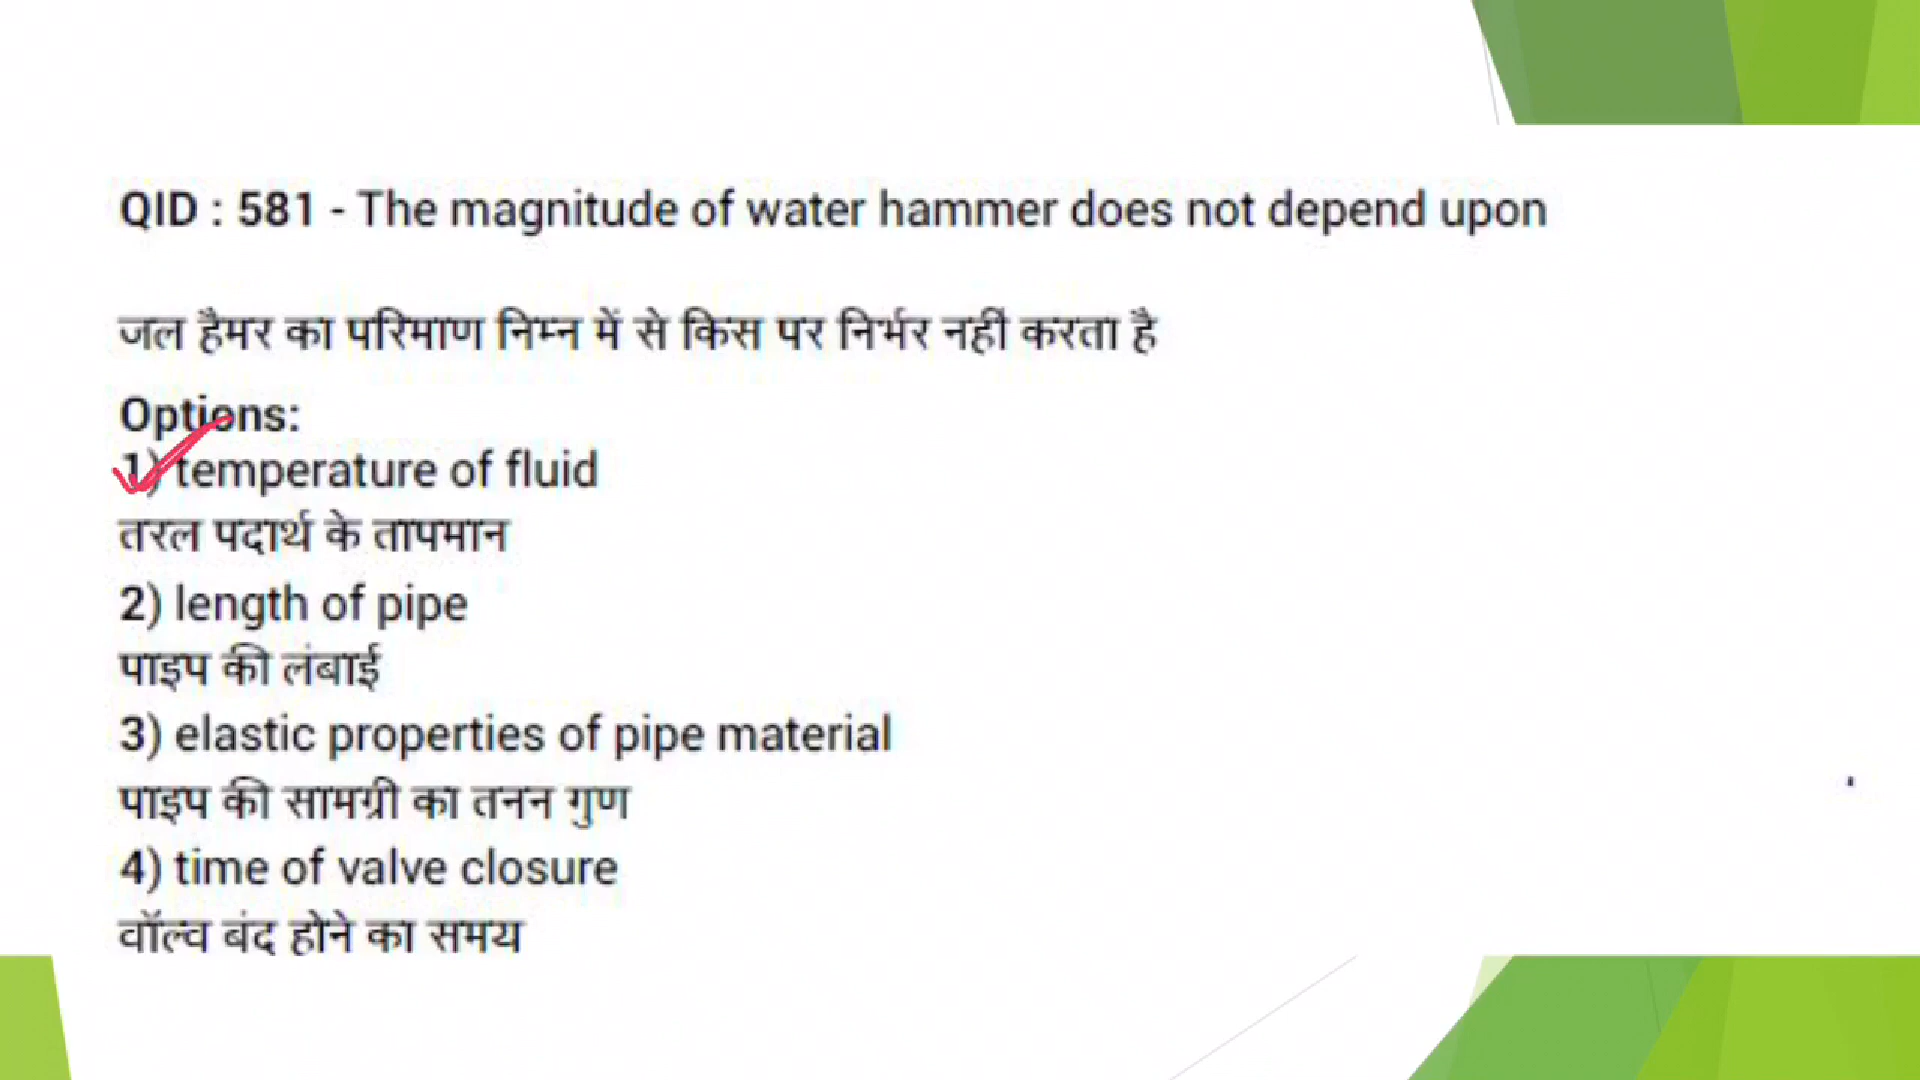 QID : 581 - The magnitude of water hammer does not depend upon
जल हैमर का परिमाण निम्न में से किस पर निर्भर नहीं करता है
Options:
1) temperature of fluid
तरल पदार्थ के तापमान
2) length of pipe
पाइप की लंबाई
3) elastic properties of pipe material
पाइप की सामग्री का तनन गुण
4) time of valve closure
वॉल्व बंद होने का समय